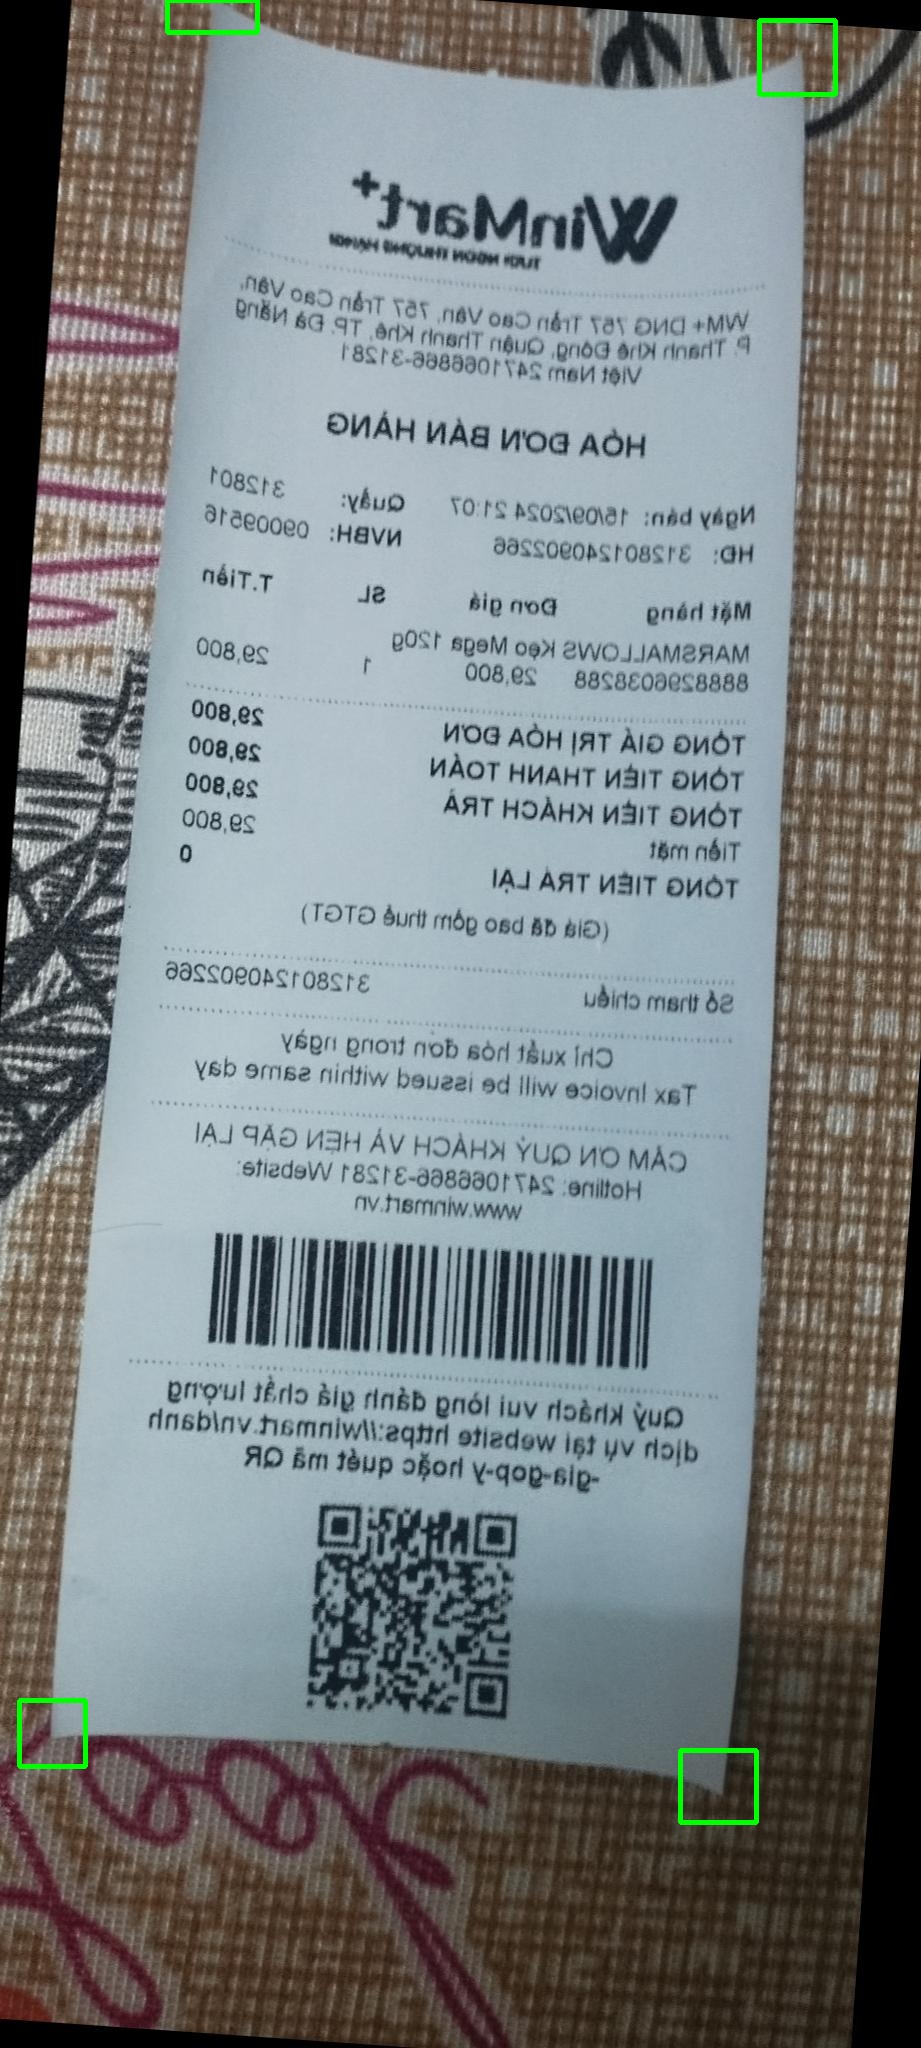 WinMart+
TƯƠI NGON THƯỢNG HẠNG
WM+ DNG 757 Trần Cao Vân, 757 Trần Cao Vân,
P. Thanh Khê Đông, Quận Thanh Khê, TP. Đà Nẵng
Việt Nam 2471066866-31281
HÓA ĐƠN BÁN HÀNG
Ngày bán: 15/09/2024 21:07 Quầy: 312801
HĐ: 312801240902266 NVBH: 09009516
Mặt hàng Đơn giá SL T.Tiền
MARSMALLOWS Kẹo Mega 120g
8888296038288 29,800 1 29,800
TỔNG GIÁ TRỊ HÓA ĐƠN 29,800
TỔNG TIỀN THANH TOÁN 29,800
TỔNG TIỀN KHÁCH TRẢ 29,800
Tiền mặt 29,800
TỔNG TIỀN TRẢ LẠI 0
(Giá đã bao gồm thuế GTGT)
Số tham chiếu 312801240902266
Chỉ xuất hóa đơn trong ngày
Tax Invoice will be issued within same day
CẢM ƠN QUÝ KHÁCH VÀ HẸN GẶP LẠI
Hotline: 2471066866-31281 Website:
www.winmart.vn
Quý khách vui lòng đánh giá chất lượng
dịch vụ tại website https://winmart.vn/danh
-gia-gop-y hoặc quét mã QR